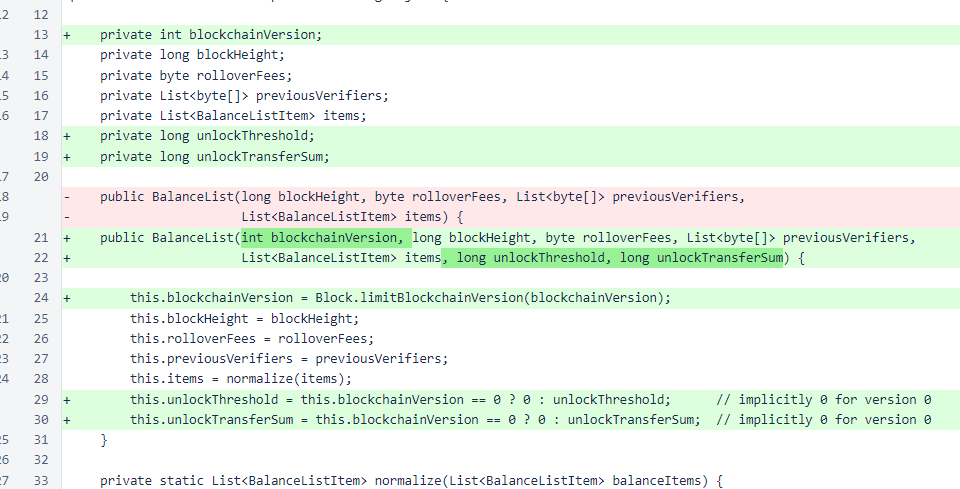 12 12
13 + private int blockchainVersion;
3 14 private long blockHeight;
4 15 private byte rolloverFees;
5 16 private List<byte[]> previousVerifiers;
6 17 private List<BalanceListItem> items;
18 + private long unlockThreshold;
19 + private long unlockTransferSum;
17 20
8 - public BalanceList(long blockHeight, byte rolloverFees, List<byte[]> previousVerifiers,
9 - List<BalanceListItem> items) {
21 + public BalanceList(int blockchainVersion, long blockHeight, byte rolloverFees, List<byte[]> previousVerifiers,
22 + List<BalanceListItem> items, long unlockThreshold, long unlockTransferSum) {
20 23
24 + this.blockchainVersion = Block.limitBlockchainVersion(blockchainVersion);
21 25 this.blockHeight = blockHeight;
22 26 this.rolloverFees = rolloverFees;
23 27 this.previousVerifiers = previousVerifiers;
24 28 this.items = normalize(items);
29 + this.unlockThreshold = this.blockchainVersion == 0 ? 0 : unlockThreshold; // implicitly 0 for version 0
30 + this.unlockTransferSum = this.blockchainVersion == 0 ? 0 : unlockTransferSum; // implicitly 0 for version 0
25 31 }
26 32
27 33 private static List<BalanceListItem> normalize(List<BalanceListItem> balanceItems) {